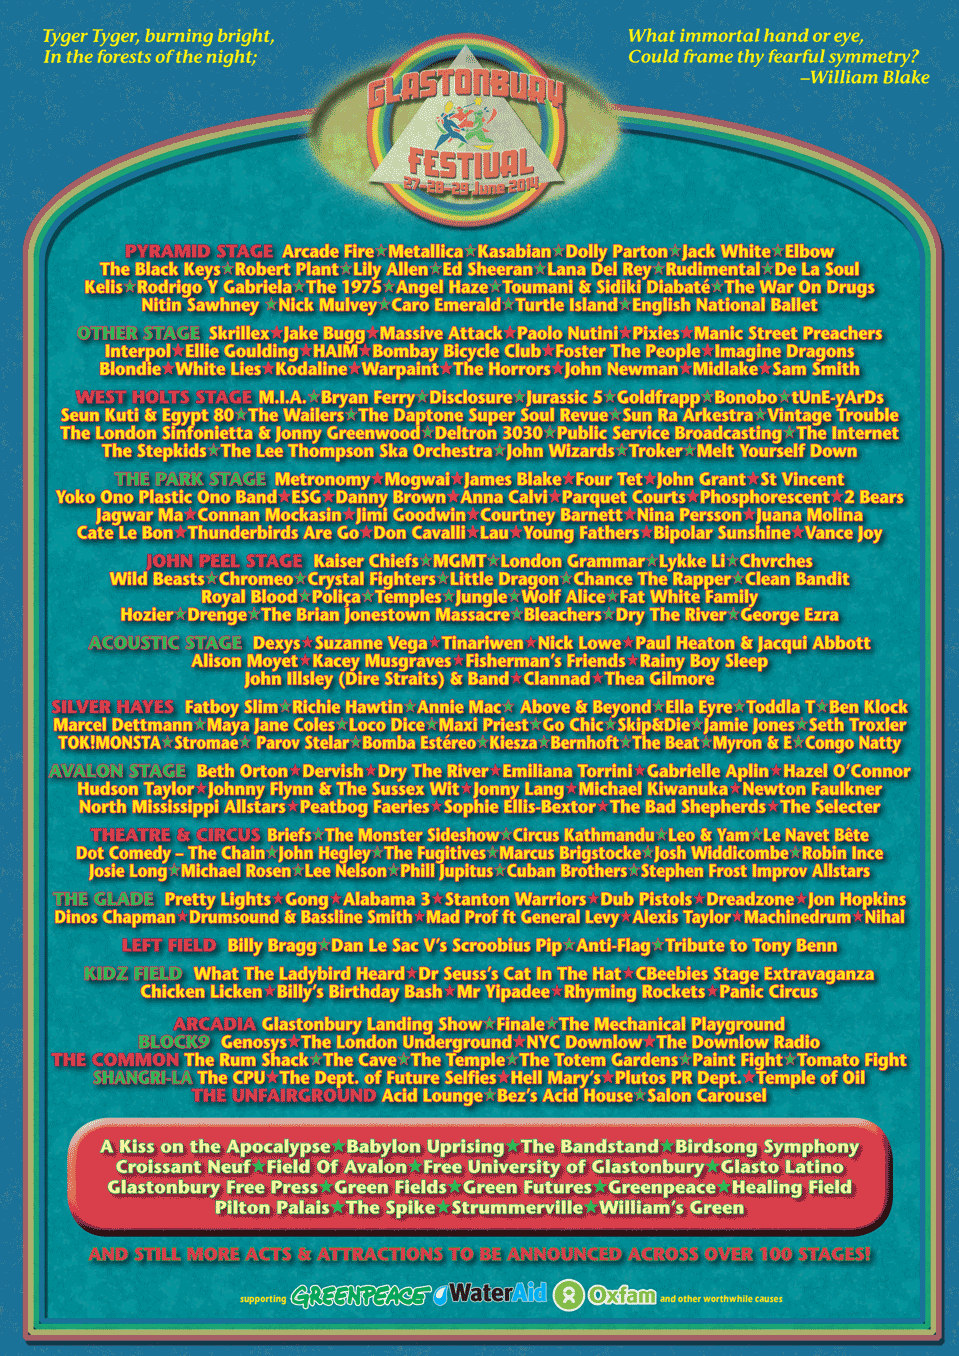 Tyger Tyger, burning bright,
In the forests of the night;
What immortal hand or eye,
Could frame thy fearful symmetry?
–William Blake
GLASTONBURY
FESTIVAL
27-28-29 June 2014
PYRAMID STAGE Arcade Fire★Metallica★Kasabian★Dolly Parton★Jack White★Elbow
The Black Keys★Robert Plant★Lily Allen★Ed Sheeran★Lana Del Rey★Rudimental★De La Soul
Kelis★Rodrigo Y Gabriela★The 1975★Angel Haze★Toumani & Sidiki Diabaté★The War On Drugs
Nitin Sawhney ★Nick Mulvey★Caro Emerald★Turtle Island★English National Ballet
OTHER STAGE Skrillex★Jake Bugg★Massive Attack★Paolo Nutini★Pixies★Manic Street Preachers
Interpol★Ellie Goulding★HAIM★Bombay Bicycle Club★Foster The People★Imagine Dragons
Blondie★White Lies★Kodaline★Warpaint★The Horrors★John Newman★Midlake★Sam Smith
WEST HOLTS STAGE M.I.A.★Bryan Ferry★Disclosure★Jurassic 5★Goldfrapp★Bonobo★tUnE-yArDs
Seun Kuti & Egypt 80★The Wailers★The Daptone Super Soul Revue★Sun Ra Arkestra★Vintage Trouble
The London Sinfonietta & Jonny Greenwood★Deltron 3030★Public Service Broadcasting★The Internet
The Stepkids★The Lee Thompson Ska Orchestra★John Wizards★Troker★Melt Yourself Down
THE PARK STAGE Metronomy★Mogwai★James Blake★Four Tet★John Grant★St Vincent
Yoko Ono Plastic Ono Band★ESG★Danny Brown★Anna Calvi★Parquet Courts★Phosphorescent★2 Bears
Jagwar Ma★Connan Mockasin★Jimi Goodwin★Courtney Barnett★Nina Persson★Juana Molina
Cate Le Bon★Thunderbirds Are Go★Don Cavalli★Lau★Young Fathers★Bipolar Sunshine★Vance Joy
JOHN PEEL STAGE Kaiser Chiefs★MGMT★London Grammar★Lykke Li★Chvrches
Wild Beasts★Chromeo★Crystal Fighters★Little Dragon★Chance The Rapper★Clean Bandit
Royal Blood★Poliça★Temples★Jungle★Wolf Alice★Fat White Family
Hozier★Drenge★The Brian Jonestown Massacre★Bleachers★Dry The River★George Ezra
ACOUSTIC STAGE Dexys★Suzanne Vega★Tinariwen★Nick Lowe★Paul Heaton & Jacqui Abbott
Alison Moyet★Kacey Musgraves★Fisherman's Friends★Rainy Boy Sleep
John Illsley (Dire Straits) & Band★Clannad★Thea Gilmore
SILVER HAYES Fatboy Slim★Richie Hawtin★Annie Mac★ Above & Beyond★Ella Eyre★Toddla T★Ben Klock
Marcel Dettmann★Maya Jane Coles★Loco Dice★Maxi Priest★Go Chic★Skip&Die★Jamie Jones★Seth Troxler
TOK!MONSTA★Stromae★ Parov Stelar★Bomba Estéreo★Kiesza★Bernhoft★The Beat★Myron & E★Congo Natty
AVALON STAGE Beth Orton★Dervish★Dry The River★Emiliana Torrini★Gabrielle Aplin★Hazel O'Connor
Hudson Taylor★Johnny Flynn & The Sussex Wit★Jonny Lang★Michael Kiwanuka★Newton Faulkner
North Mississippi Allstars★Peatbog Faeries★Sophie Ellis-Bextor★The Bad Shepherds★The Selecter
THEATRE & CIRCUS Briefs★The Monster Sideshow★Circus Kathmandu★Leo & Yam★Le Navet Bête
Dot Comedy – The Chain★John Hegley★The Fugitives★Marcus Brigstocke★Josh Widdicombe★Robin Ince
Josie Long★Michael Rosen★Lee Nelson★Phill Jupitus★Cuban Brothers★Stephen Frost Improv Allstars
THE GLADE Pretty Lights★Gong★Alabama 3★Stanton Warriors★Dub Pistols★Dreadzone★Jon Hopkins
Dinos Chapman★Drumsound & Bassline Smith★Mad Prof ft General Levy★Alexis Taylor★Machinedrum★Nihal
LEFT FIELD Billy Bragg★Dan Le Sac V's Scroobius Pip★Anti-Flag★Tribute to Tony Benn
KIDZ FIELD What The Ladybird Heard★Dr Seuss's Cat In The Hat★CBeebies Stage Extravaganza
Chicken Licken★Billy's Birthday Bash★Mr Yipadee★Rhyming Rockets★Panic Circus
ARCADIA Glastonbury Landing Show★Finale★The Mechanical Playground
BLOCK9 Genosys★The London Underground★NYC Downlow★The Downlow Radio
THE COMMON The Rum Shack★The Cave★The Temple★The Totem Gardens★Paint Fight★Tomato Fight
SHANGRI-LA The CPU★The Dept. of Future Selfies★Hell Mary's★Plutos PR Dept.★Temple of Oil
THE UNFAIRGROUND Acid Lounge★Bez's Acid House★Salon Carousel
A Kiss on the Apocalypse★Babylon Uprising★The Bandstand★Birdsong Symphony
Croissant Neuf★Field Of Avalon★Free University of Glastonbury★Glasto Latino
Glastonbury Free Press★Green Fields★Green Futures★Greenpeace★Healing Field
Pilton Palais★The Spike★Strummerville★William's Green
AND STILL MORE ACTS & ATTRACTIONS TO BE ANNOUNCED ACROSS OVER 100 STAGES!
supporting GREENPEACE WaterAid Oxfam and other worthwhile causes